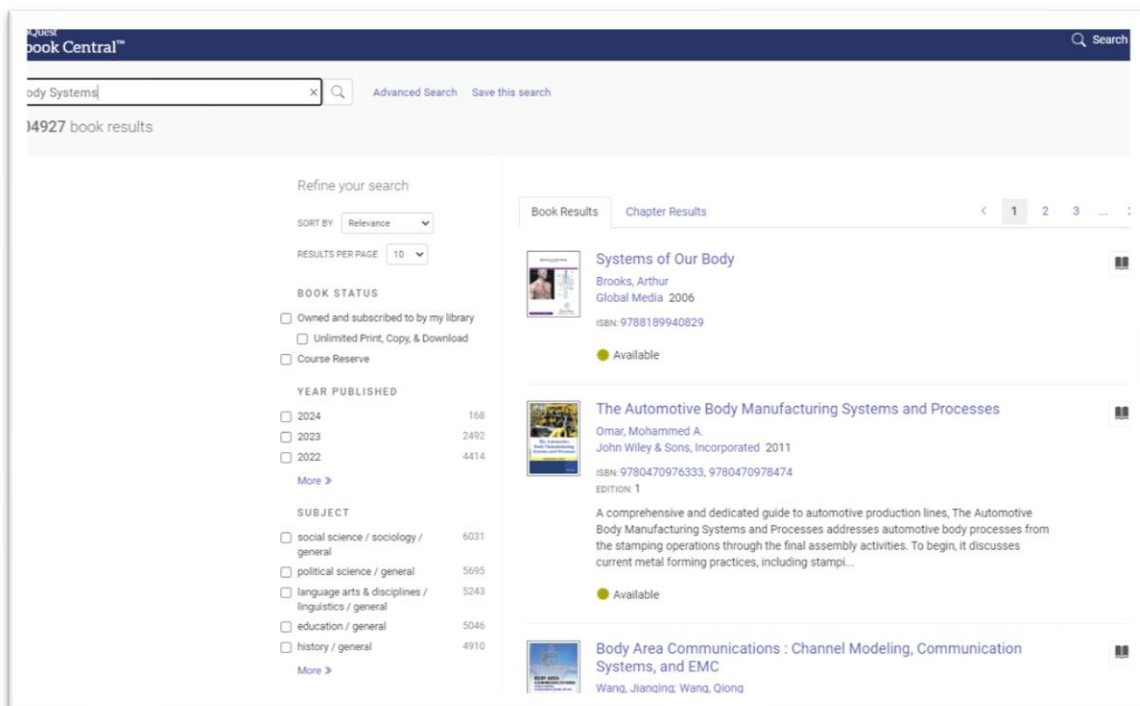 Quest
book Central™
Search
ody Systems
Advanced Search Save this search
04927 book results
Refine your search
SORT BY Relevance
RESULTS PER PAGE 10
BOOK STATUS
Owned and subscribed to by my library
Unlimited Print, Copy, & Download
Course Reserve
YEAR PUBLISHED
2024 168
2023 2492
2022 4414
More »
SUBJECT
social science / sociology / 6031
general
political science / general 5695
language arts & disciplines / 5243
linguistics / general
education / general 5046
history / general 4910
More »
Book Results Chapter Results < 1 2 3 ...
Systems of Our Body
Brooks, Arthur
Global Media 2006
ISBN: 9788189940829
Available
The Automotive Body Manufacturing Systems and Processes
Omar, Mohammed A.
John Wiley & Sons, Incorporated 2011
ISBN: 9780470976333, 9780470978474
EDITION: 1
A comprehensive and dedicated guide to automotive production lines, The Automotive
Body Manufacturing Systems and Processes addresses automotive body processes from
the stamping operations through the final assembly activities. To begin, it discusses
current metal forming practices, including stampi...
Available
Body Area Communications : Channel Modeling, Communication
Systems, and EMC
Wang, Jianqing; Wang, Qiong